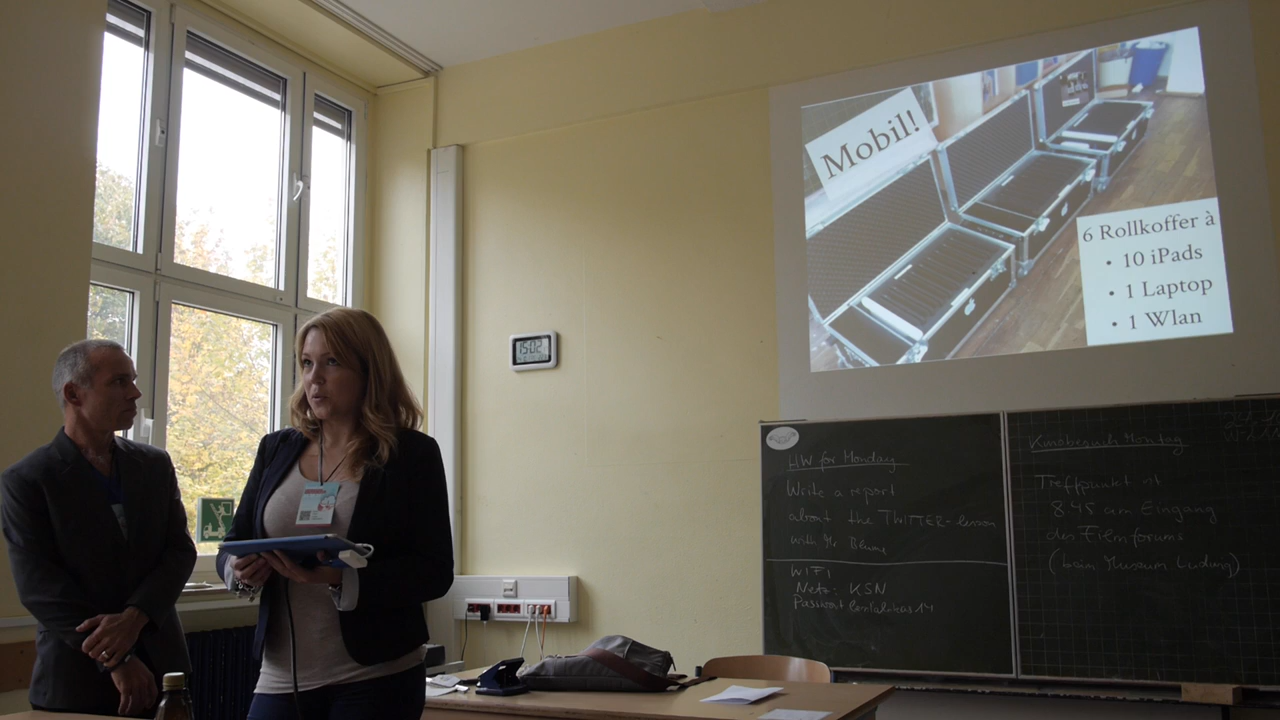 Mobil!
6 Rollkoffer à
• 10 iPads
• 1 Laptop
• 1 Wlan
15:02
HW for Monday
Write a report
about the TWITTER-lesson
with Mr Blume
WIFI
Netz: KSN
Passwort
Kinobesuch Montag
Treffpunkt ist
8 45 am Eingang
des Filmforums
(beim Museum Ludwig)